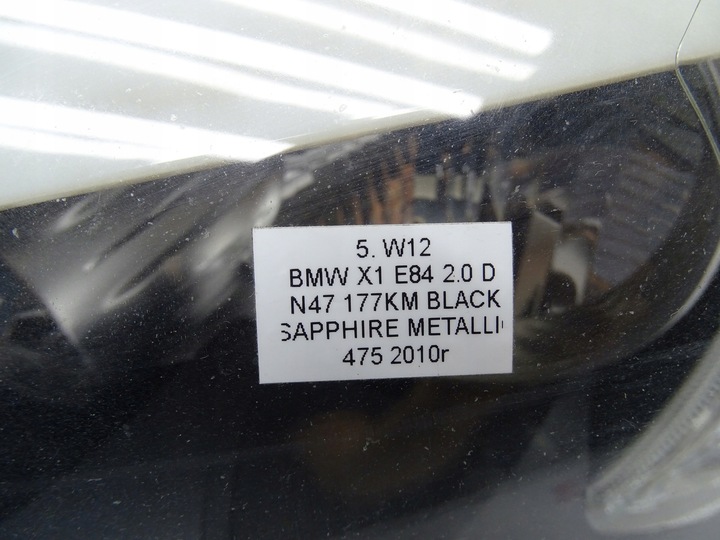 5. W12
BMW X1 E84 2.0 D
N47 177KM BLACK
SAPPHIRE METALLI
475 2010r